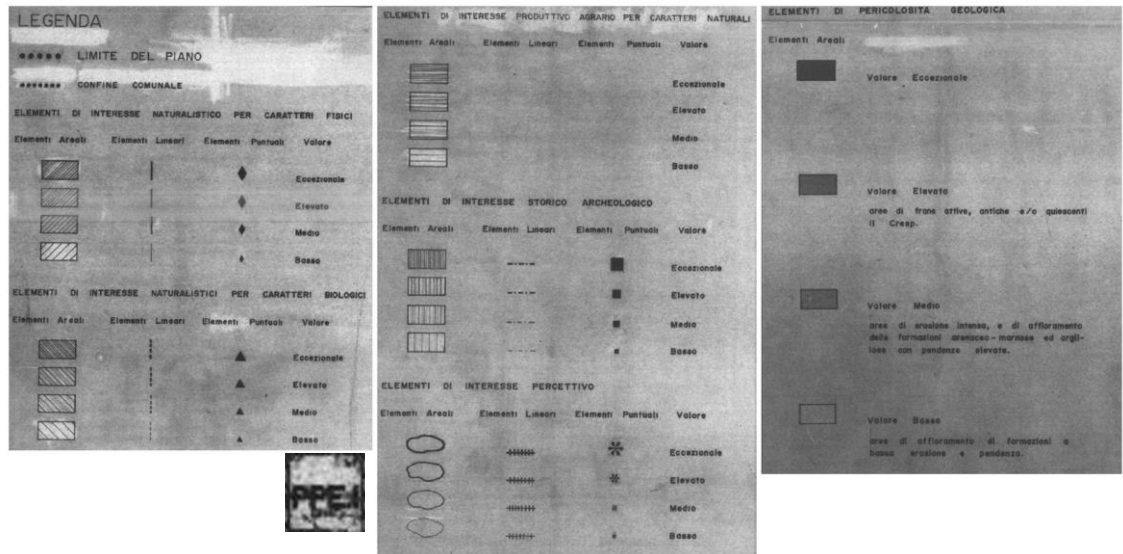 LEGENDA
LIMITE DEL PIANO
CONFINE COMUNALE
ELEMENTI DI INTERESSE NATURALISTICO PER CARATTERI FISICI
Elementi Areali Elementi Lineari Elementi Puntuali Valore
Eccezionale
Elevato
Medio
Basso
ELEMENTI DI INTERESSE NATURALISTICI PER CARATTERI BIOLOGICI
Elementi Areali Elementi Lineari Elementi Puntuali Valore
Eccezionale
Elevato
Medio
Basso
PPE.I
ELEMENTI DI INTERESSE PRODUTTIVO AGRARIO PER CARATTERI NATURALI
Elementi Areali Elementi Lineari Elementi Puntuali Valore
Eccezionale
Elevato
Medio
Basso
ELEMENTI DI INTERESSE STORICO ARCHEOLOGICO
Elementi Areali Elementi Lineari Elementi Puntuali Valore
Eccezionale
Elevato
Medio
Basso
ELEMENTI DI INTERESSE PERCETTIVO
Elementi Areali Elementi Lineari Elementi Puntuali Valore
Eccezionale
Elevato
Medio
Basso
ELEMENTI DI PERICOLOSITA GEOLOGICA
Elementi Areali
Valore Eccezionale
Valore Elevato
aree di frana attive, antiche e/o quiescenti
il Creep.
Valore Medio
aree di erosione intensa, e di affioramento
delle formazioni arenaceo-marnose ed argil-
lose con pendenze elevate.
Valore Basso
aree di affioramento di formazioni a
bassa erosione e pendenza.